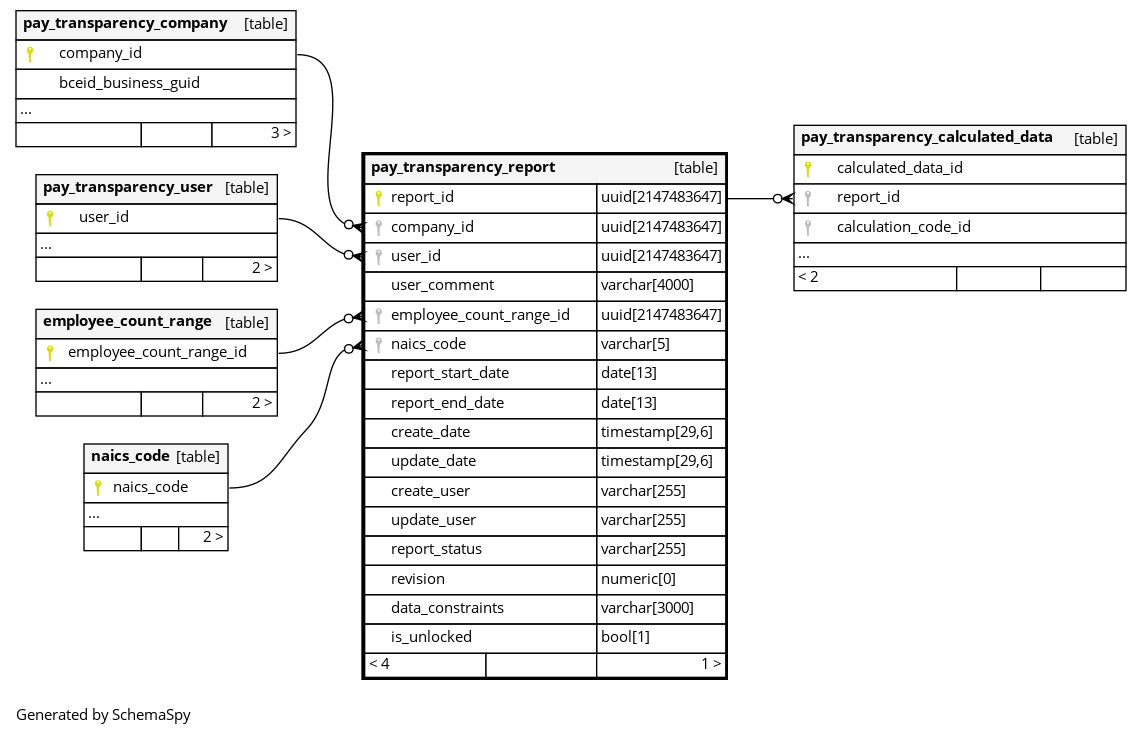 pay_transparency_company [table]
company_id
bceid_business_guid
...
3 >
pay_transparency_user [table]
user_id
...
2 >
employee_count_range [table]
employee_count_range_id
...
2 >
naics_code [table]
naics_code
...
2 >
pay_transparency_report [table]
report_id uuid[2147483647]
company_id uuid[2147483647]
user_id uuid[2147483647]
user_comment varchar[4000]
employee_count_range_id uuid[2147483647]
naics_code varchar[5]
report_start_date date[13]
report_end_date date[13]
create_date timestamp[29,6]
update_date timestamp[29,6]
create_user varchar[255]
update_user varchar[255]
report_status varchar[255]
revision numeric[0]
data_constraints varchar[3000]
is_unlocked bool[1]
< 4 1 >
pay_transparency_calculated_data [table]
calculated_data_id
report_id
calculation_code_id
...
< 2
Generated by SchemaSpy